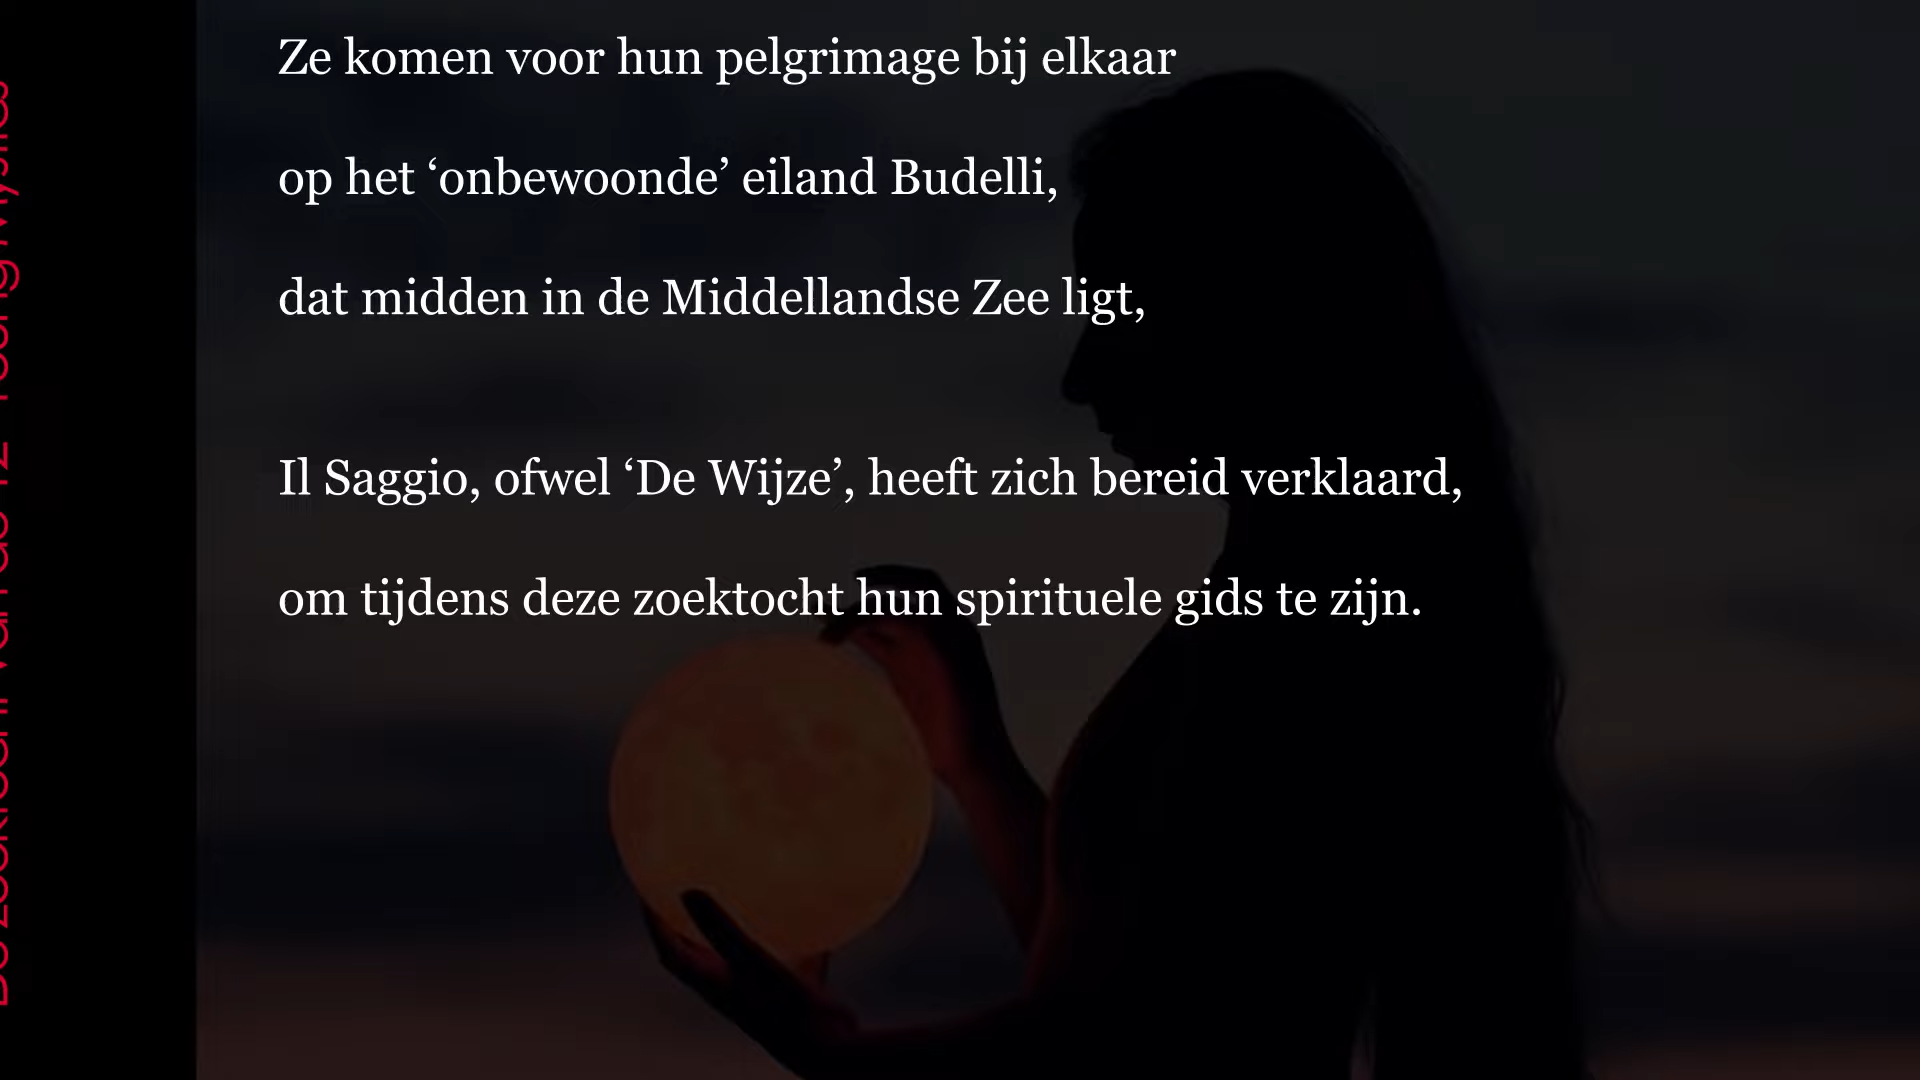 Ze komen voor hun pelgrimage bij elkaar
op het ‘onbewoonde’ eiland Budelli,
dat midden in de Middellandse Zee ligt,
Il Saggio, ofwel ‘De Wijze’, heeft zich bereid verklaard,
om tijdens deze zoektocht hun spirituele gids te zijn.